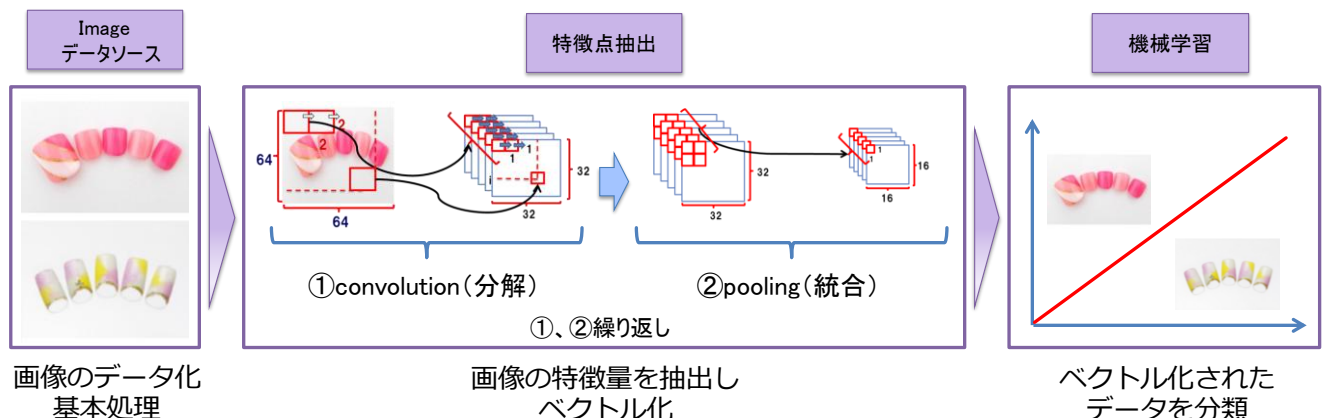 Image
データソース
特徴点抽出
機械学習
64
64
2
2
1
1
i
32
32
32
32
1
1
16
16
①convolution(分解)
②pooling(統合)
①、②繰り返し
画像のデータ化
基本処理
画像の特徴量を抽出し
ベクトル化
ベクトル化された
データを分類